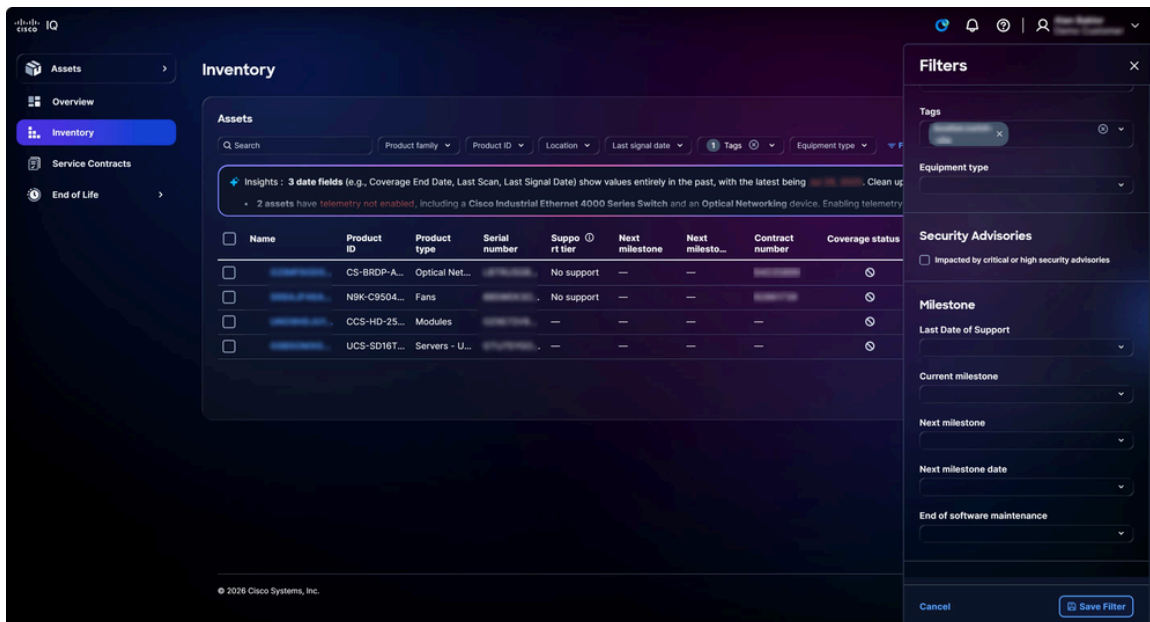 cisco IQ
Assets
Overview
Inventory
Service Contracts
End of Life
Inventory
Assets
Search
Product family
Product ID
Location
Last signal date
1 Tags
Equipment type
F
Insights : 3 date fields (e.g., Coverage End Date, Last Scan, Last Signal Date) show values entirely in the past, with the latest being . Clean up
• 2 assets have telemetry not enabled, including a Cisco Industrial Ethernet 4000 Series Switch and an Optical Networking device. Enabling telemetry
Name Product ID Product type Serial number Suppo rt tier Next milestone Next milesto... Contract number Coverage status
CS-BRDP-A... Optical Net... No support — —
N9K-C9504... Fans No support — —
CCS-HD-25... Modules — — — —
UCS-SD16T... Servers - U... — — — —
© 2026 Cisco Systems, Inc.
Filters
Tags
Equipment type
Security Advisories
Impacted by critical or high security advisories
Milestone
Last Date of Support
Current milestone
Next milestone
Next milestone date
End of software maintenance
Cancel
Save Filter